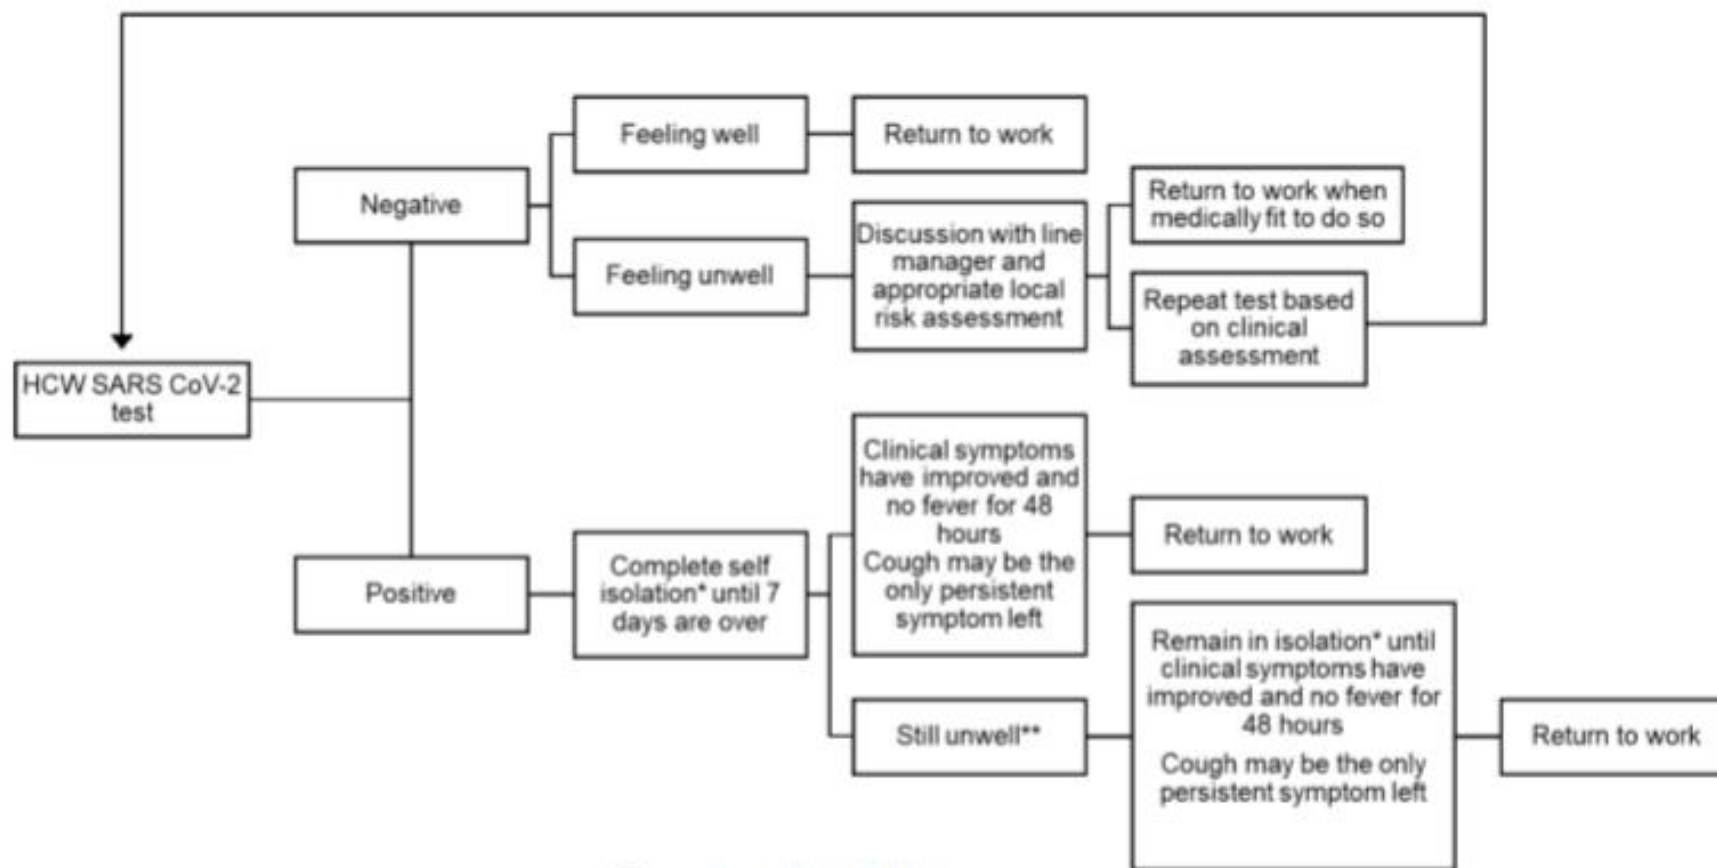 HCW SARS CoV-2
test
Negative
Feeling well
Return to work
Feeling unwell
Discussion with line
manager and
appropriate local
risk assessment
Return to work when
medically fit to do so
Repeat test based
on clinical
assessment
Positive
Complete self
isolation* until 7
days are over
Clinical symptoms
have improved and
no fever for 48
hours
Cough may be the
only persistent
symptom left
Return to work
Still unwell**
Remain in isolation* until
clinical symptoms have
improved and no fever for
48 hours
Cough may be the only
persistent symptom left
Return to work